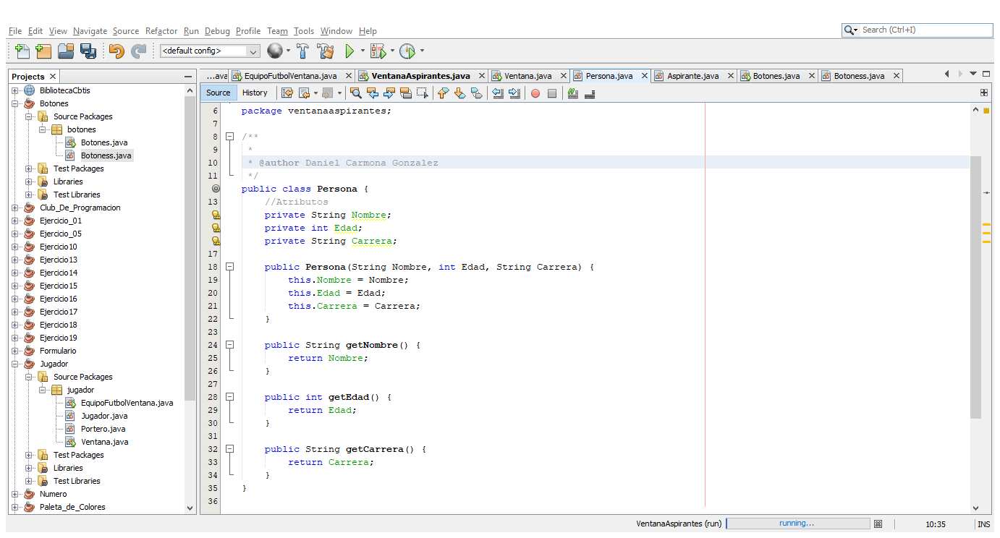 File Edit View Navigate Source Refactor Run Debug Profile Team Tools Window Help
Search (Ctrl+I)
<default config>
Projects
...ava EquipoFutbolVentana.java VentanaAspirantes.java Ventana.java Persona.java Aspirante.java Botones.java Botoness.java
Source History
BibliotecaCbtis
Botones
Source Packages
botones
Botones.java
Botoness.java
Test Packages
Libraries
Test Libraries
Club_De_Programacion
Ejercicio_01
Ejercicio_05
Ejercicio10
Ejercicio13
Ejercicio14
Ejercicio15
Ejercicio16
Ejercicio17
Ejercicio18
Ejercicio19
Formulario
Jugador
Source Packages
jugador
EquipoFutbolVentana.java
Jugador.java
Portero.java
Ventana.java
Test Packages
Libraries
Test Libraries
Numero
Paleta_de_Colores
6 package ventanaaspirantes;
7
8 /**
9 *
10 * @author Daniel Carmona Gonzalez
11 */
public class Persona {
13 //Atributos
private String Nombre;
private int Edad;
private String Carrera;
17
18 public Persona(String Nombre, int Edad, String Carrera) {
19 this.Nombre = Nombre;
20 this.Edad = Edad;
21 this.Carrera = Carrera;
22 }
23
24 public String getNombre() {
25 return Nombre;
26 }
27
28 public int getEdad() {
29 return Edad;
30 }
31
32 public String getCarrera() {
33 return Carrera;
34 }
35 }
36
VentanaAspirantes (run) running... 10:35 INS